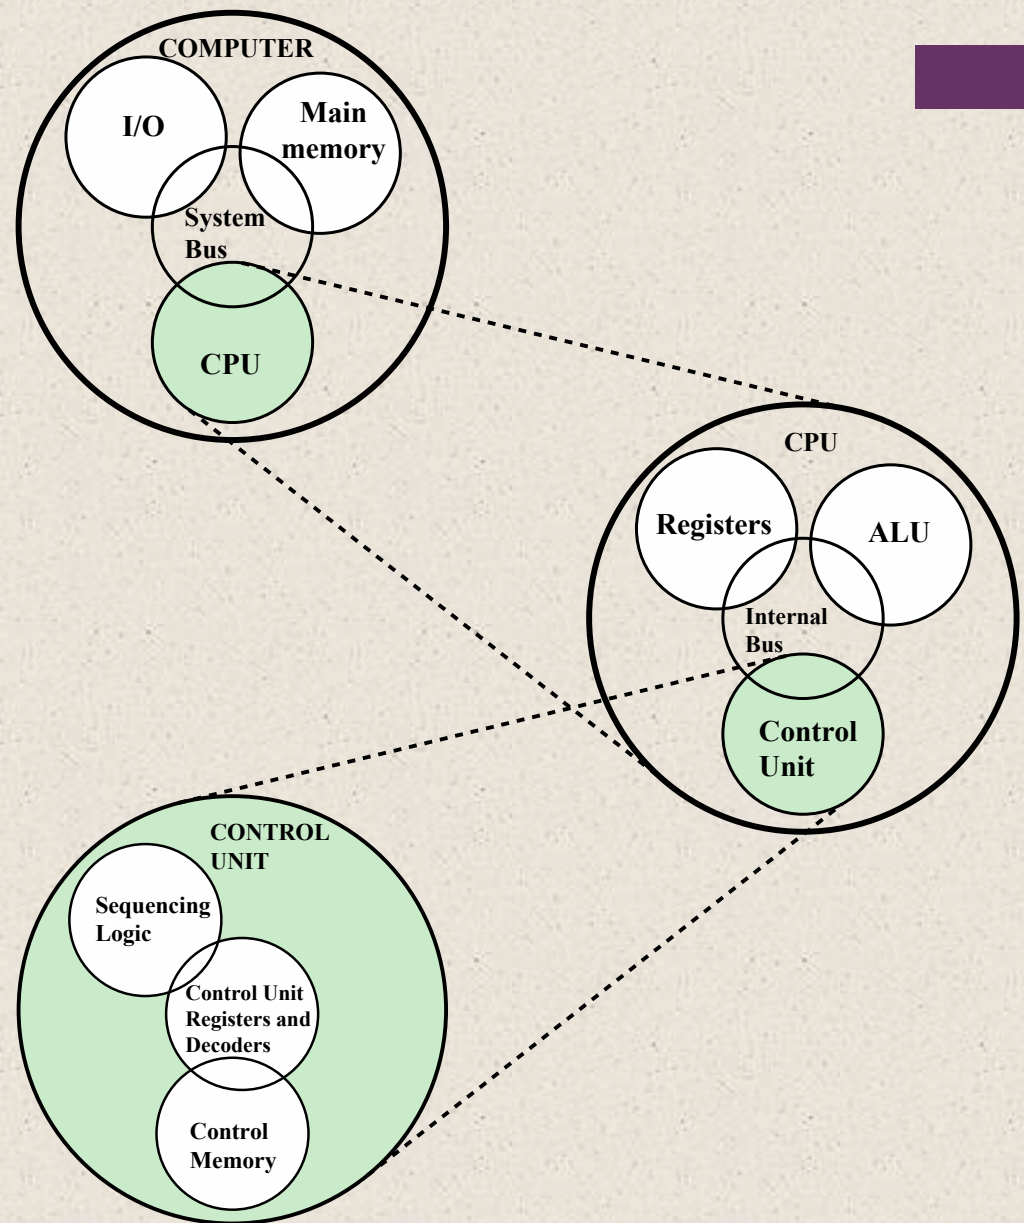 COMPUTER
I/O
Main
memory
System
Bus
CPU
CPU
Registers
ALU
Internal
Bus
Control
Unit
CONTROL
UNIT
Sequencing
Logic
Control Unit
Registers and
Decoders
Control
Memory